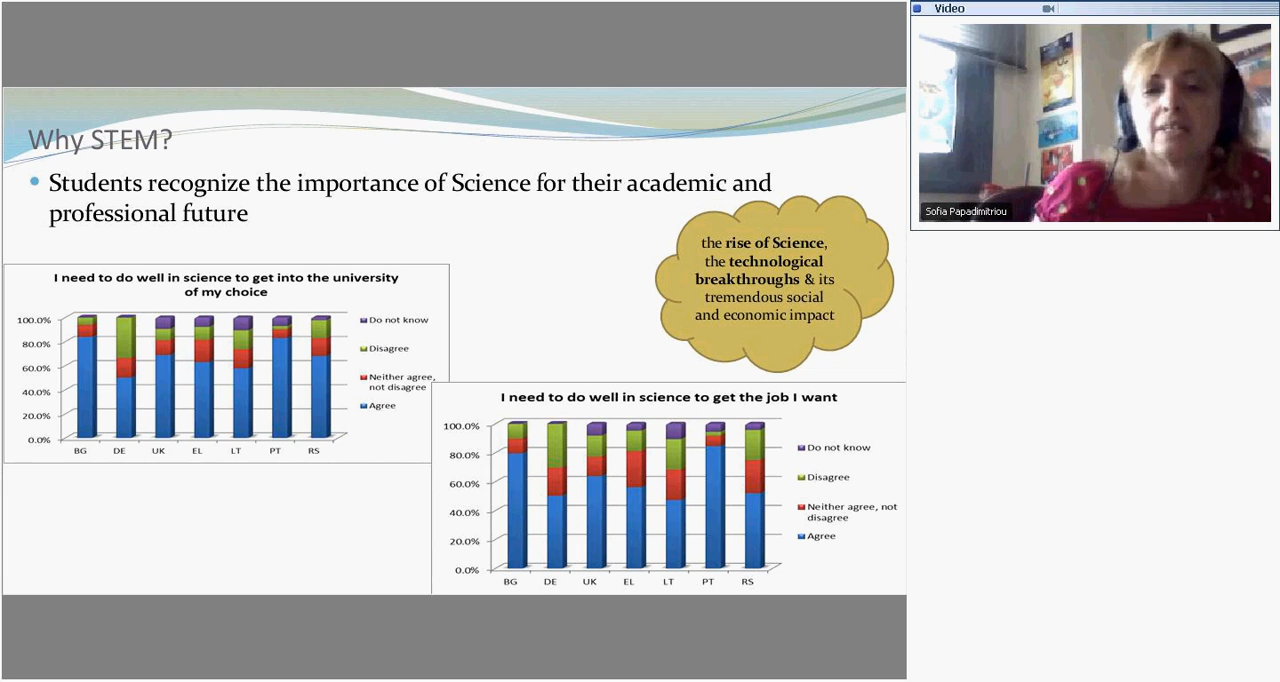 Video
Sofia Papadimitriou
Why STEM?
Students recognize the importance of Science for their academic and
professional future
the rise of Science,
the technological
breakthroughs & its
tremendous social
and economic impact
I need to do well in science to get into the university
of my choice
100.0%
80.0%
60.0%
40.0%
20.0%
0.0%
BG DE UK EL LT PT RS
Do not know
Disagree
Neither agree,
not disagree
Agree
I need to do well in science to get the job I want
100.0%
80.0%
60.0%
40.0%
20.0%
0.0%
BG DE UK EL LT PT RS
Do not know
Disagree
Neither agree, not
disagree
Agree